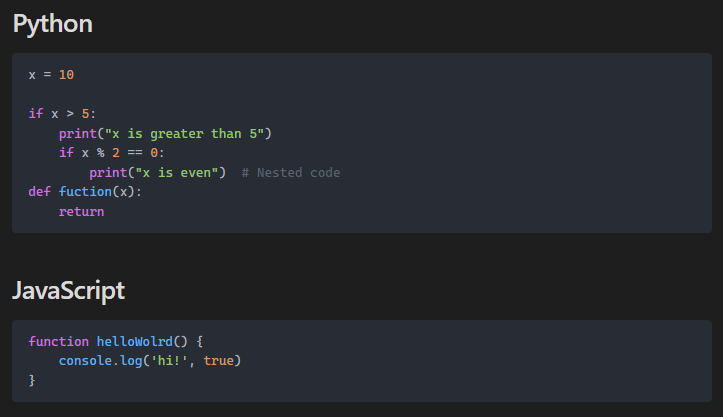 Python
x = 10
if x > 5:
    print("x is greater than 5")
    if x % 2 == 0:
        print("x is even")  # Nested code
def fuction(x):
    return
JavaScript
function helloWolrd() {
    console.log('hi!', true)
}